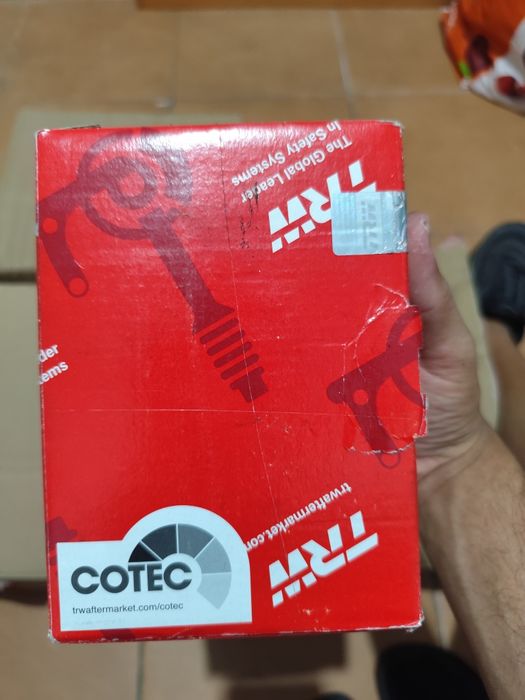 The Global Leader
in Safety Systems
TRW
der
ems
trwaftermarket.com
TRW
COTEC
trwaftermarket.com/cotec